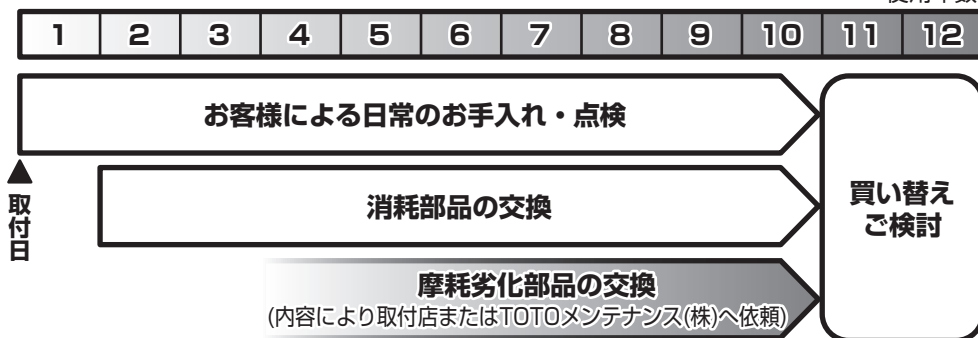 1 2 3 4 5 6 7 8 9 10 11 12
お客様による日常のお手入れ・点検
取付日
消耗部品の交換
買い替え
ご検討
摩耗劣化部品の交換
(内容により取付店またはTOTOメンテナンス(株)へ依頼)